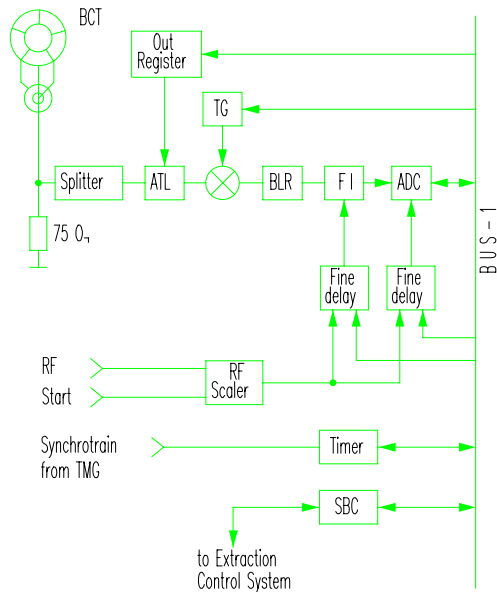 BCT
Out
Register
TG
Splitter
ATL
BLR
F I
ADC
75 Ω┐
BUS-1
Fine
delay
Fine
delay
RF
Start
RF
Scaler
Synchrotrain
from TMG
Timer
SBC
to Extraction
Control System